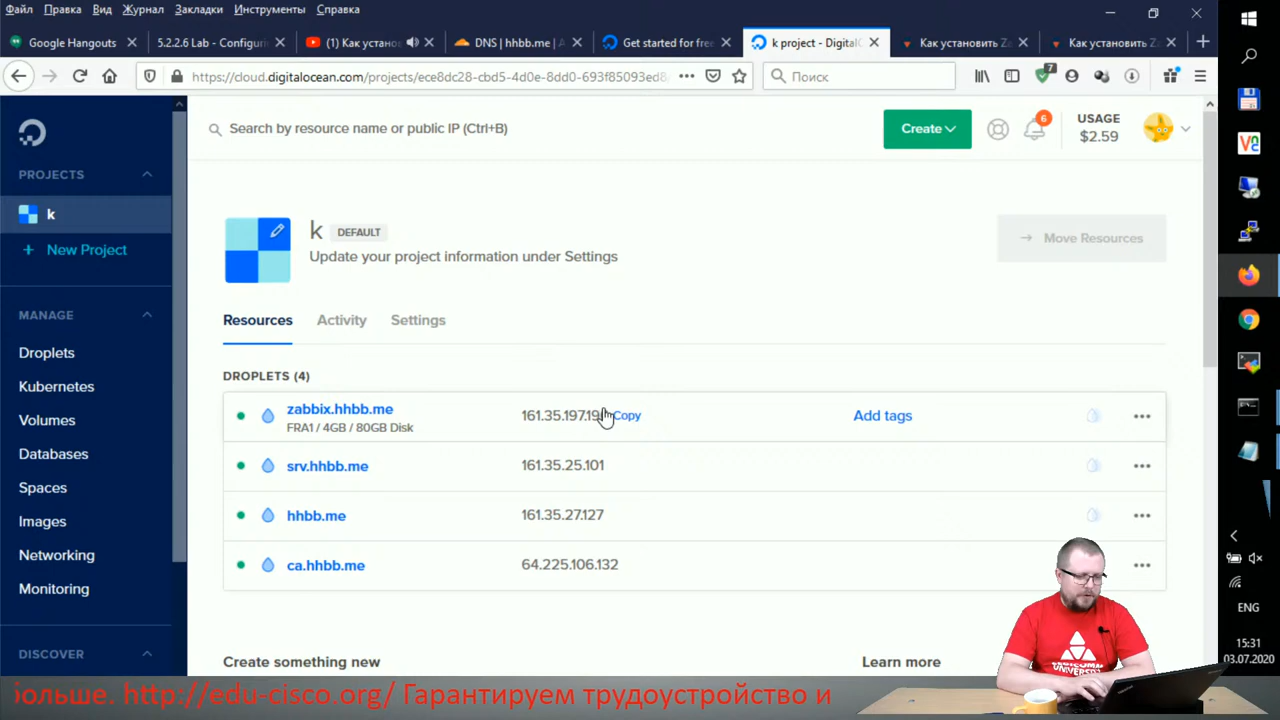 Файл Правка Вид Журнал Закладки Инструменты Справка
Google Hangouts
5.2.2.6 Lab - Configuri
(1) Как устано
DNS | hhbb.me | A
Get started for free
k project - DigitalO
Как установить Za
Как установить Za
https://cloud.digitalocean.com/projects/ece8dc28-cbd5-4d0e-8dd0-693f85093ed8
Поиск
7
PROJECTS
k
New Project
MANAGE
Droplets
Kubernetes
Volumes
Databases
Spaces
Images
Networking
Monitoring
DISCOVER
Search by resource name or public IP (Ctrl+B)
Create
6
USAGE
$2.59
k
DEFAULT
Update your project information under Settings
Move Resources
Resources Activity Settings
DROPLETS (4)
zabbix.hhbb.me
FRA1 / 4GB / 80GB Disk
Copy
Add tags
srv.hhbb.me 161.35.25.101
hhbb.me 161.35.27.127
ca.hhbb.me 64.225.106.132
Create something new
Learn more
ENG
15:31
03.07.2020
больше. http://edu-cisco.org/ Гарантируем трудоустройство и